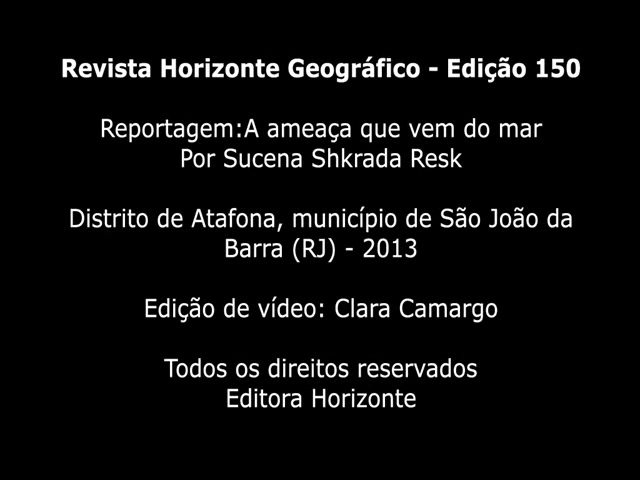 Revista Horizonte Geográfico - Edição 150
Reportagem:A ameaça que vem do mar
Por Sucena Shkrada Resk
Distrito de Atafona, município de São João da
Barra (RJ) - 2013
Edição de vídeo: Clara Camargo
Todos os direitos reservados
Editora Horizonte